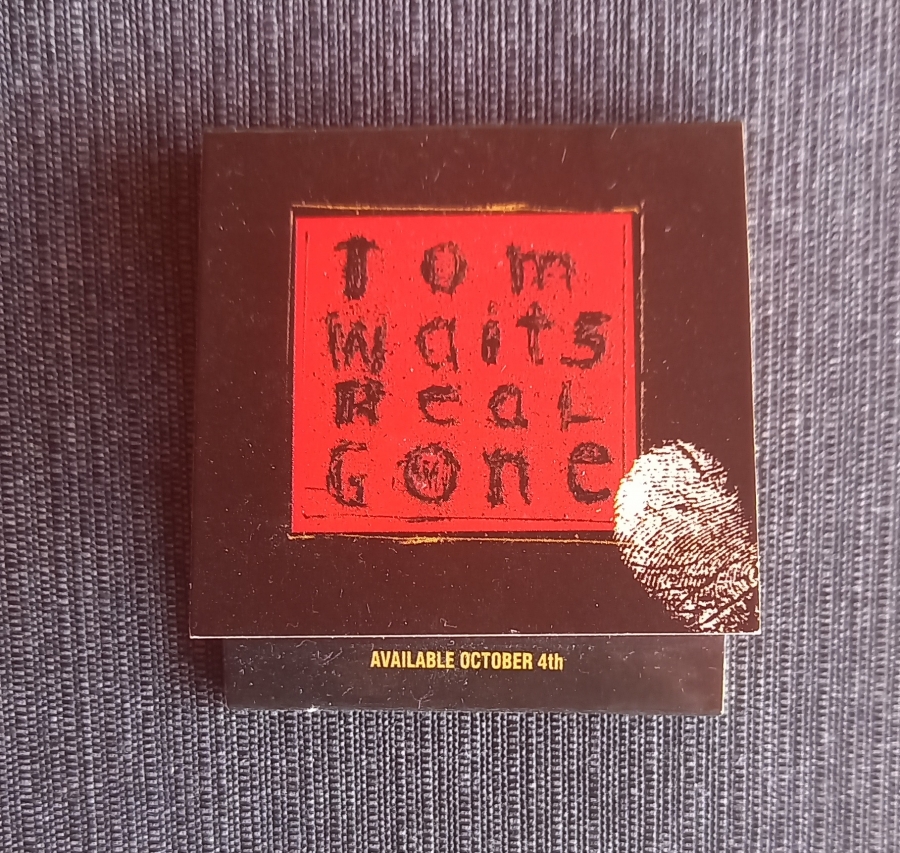 Tom
Waits
Real
Gone
AVAILABLE OCTOBER 4th